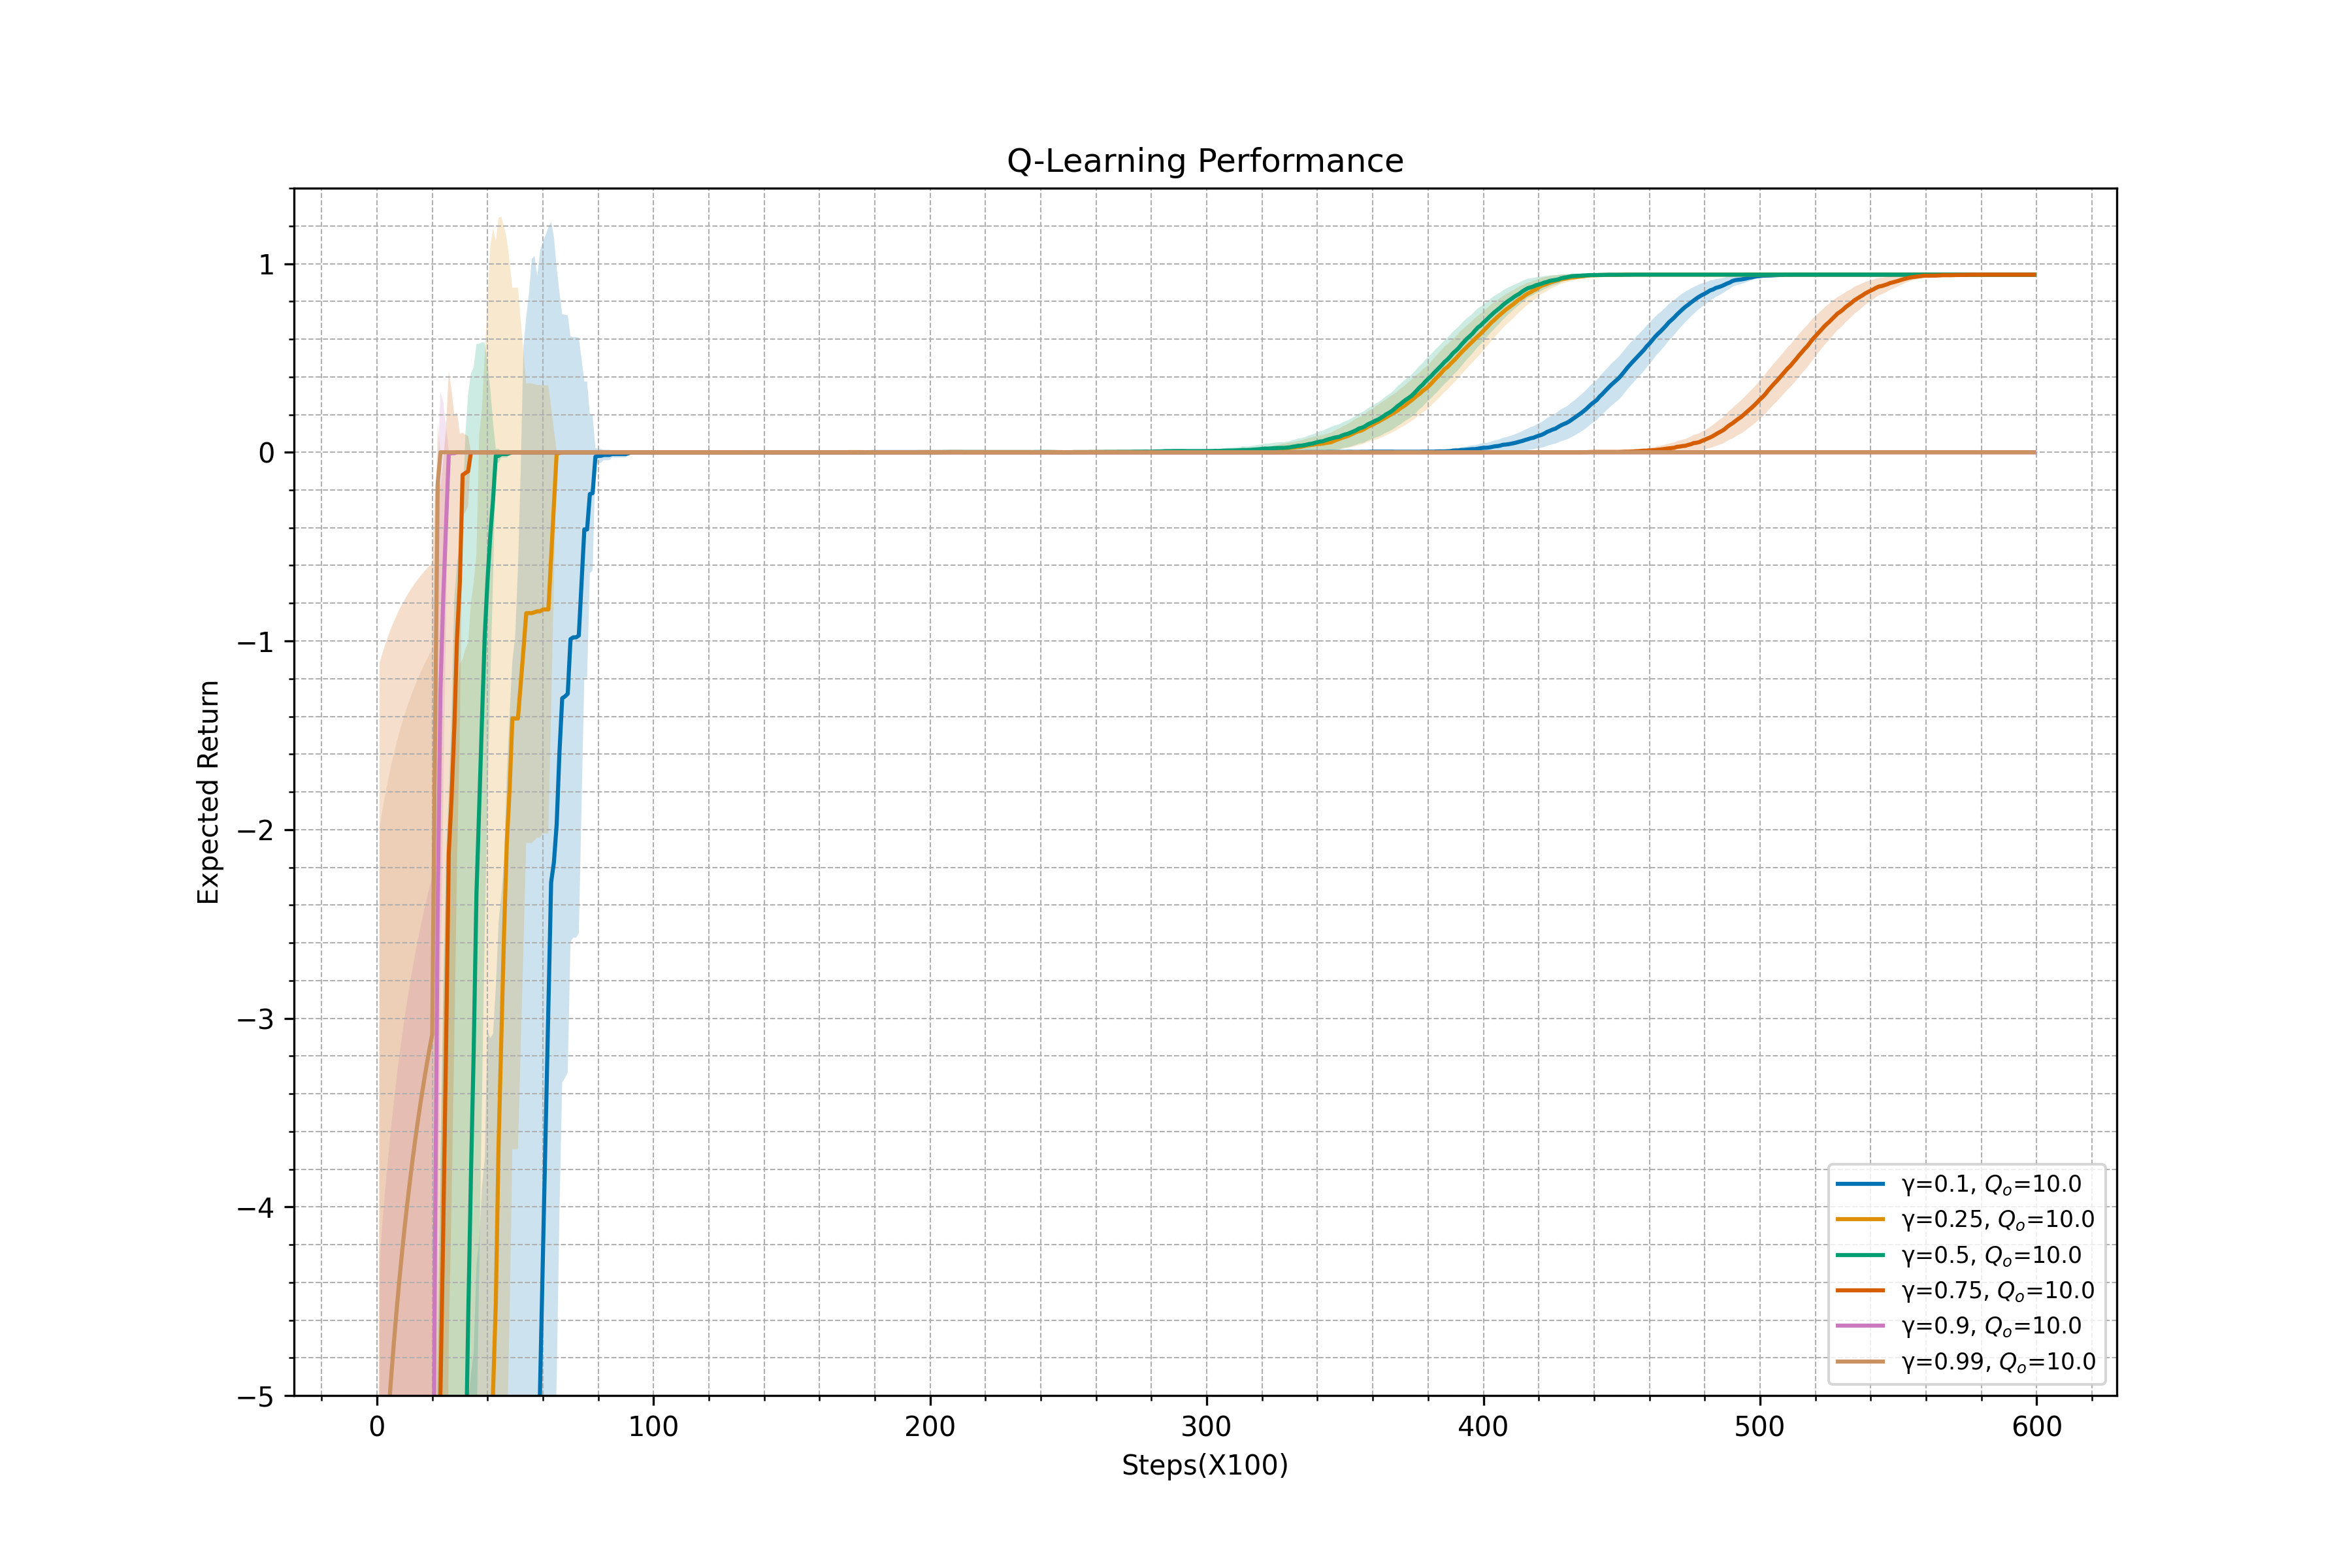 Q-Learning Performance
Expected Return
1
0
−1
−2
−3
−4
−5
0 100 200 300 400 500 600
Steps(X100)
γ=0.1, Qo=10.0
γ=0.25, Qo=10.0
γ=0.5, Qo=10.0
γ=0.75, Qo=10.0
γ=0.9, Qo=10.0
γ=0.99, Qo=10.0